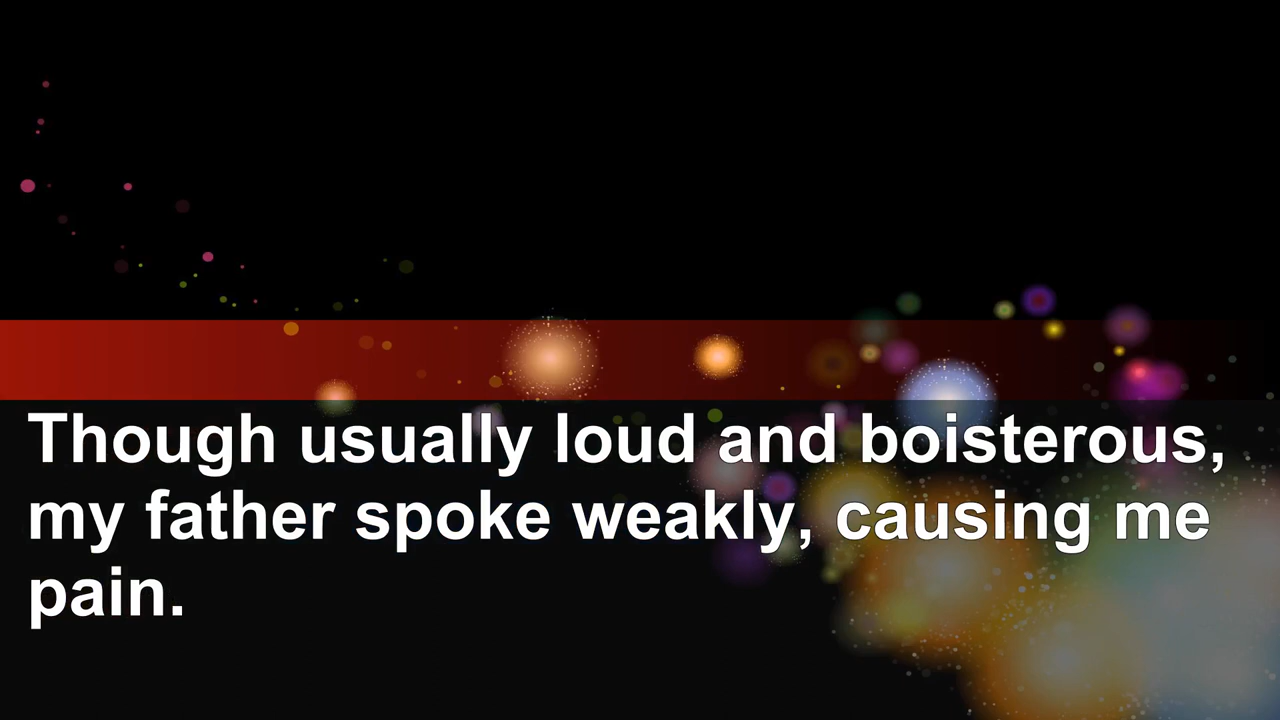 Though usually loud and boisterous,
my father spoke weakly, causing me
pain.